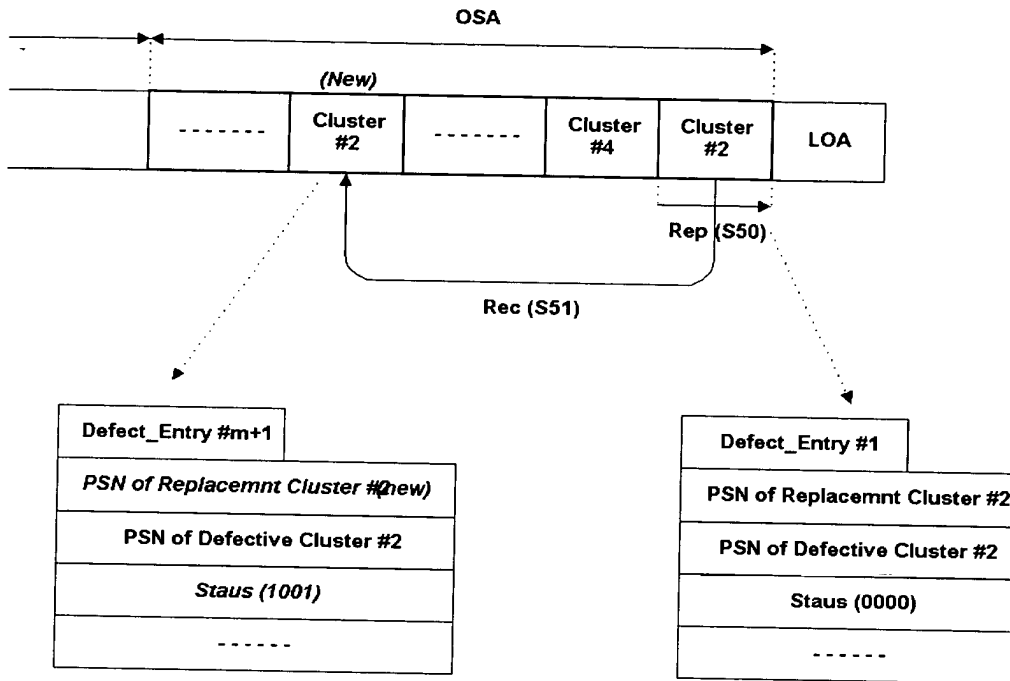 OSA
(New)
-------
Cluster
#2
-------
Cluster
#4
Cluster
#2
LOA
Rep (S50)
Rec (S51)
Defect_Entry #m+1
PSN of Replacemnt Cluster #2(new)
PSN of Defective Cluster #2
Staus (1001)
------
Defect_Entry #1
PSN of Replacemnt Cluster #2
PSN of Defective Cluster #2
Staus (0000)
------